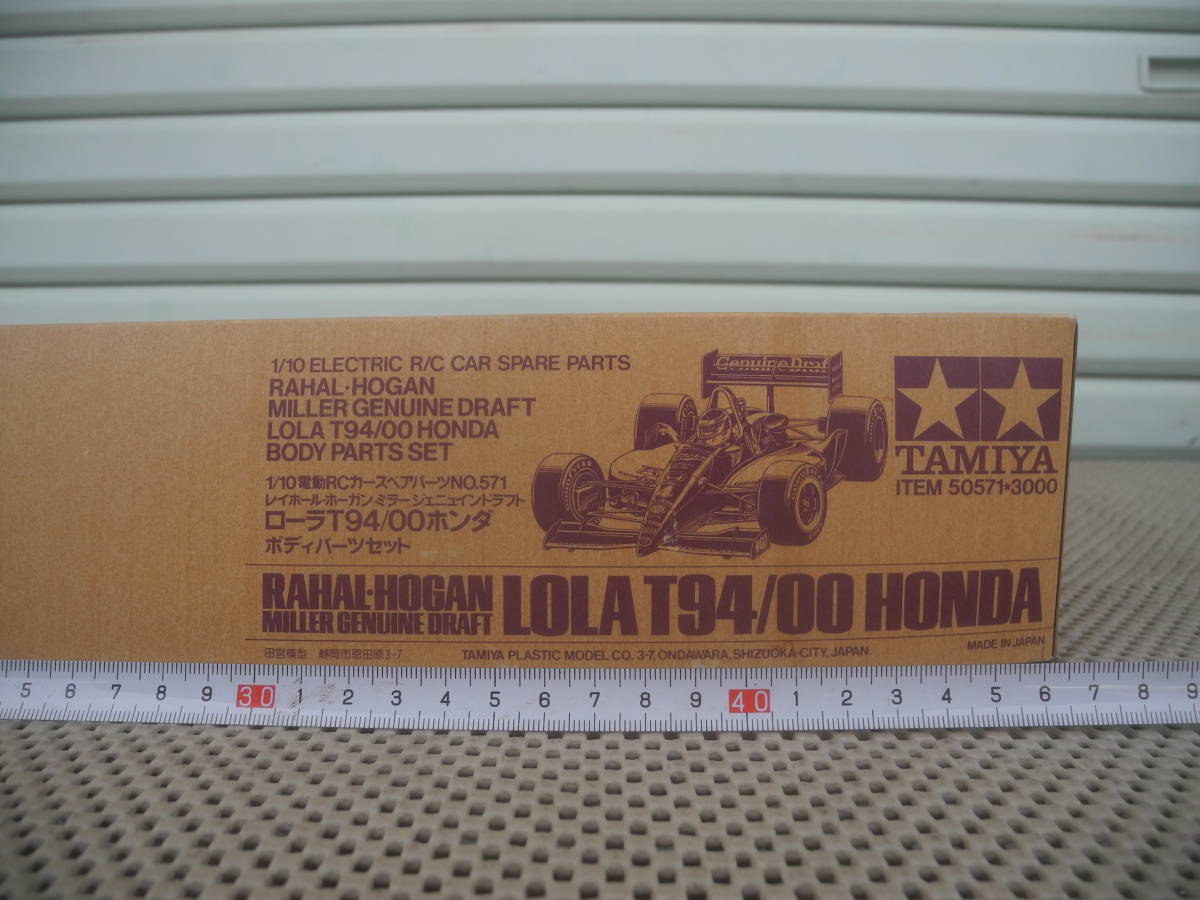 1/10 ELECTRIC R/C CAR SPARE PARTS
RAHAL·HOGAN
MILLER GENUINE DRAFT
LOLA T94/00 HONDA
BODY PARTS SET
1/10電動RCカースペアパーツNO.571
レイホール·ホーガン ミラー ジェニュイントラフト
ローラT94/00ホンダ
ボディパーツセット
Genuine Draf
TAMIYA
ITEM 50571★3000
RAHAL·HOGAN
MILLER GENUINE DRAFT
LOLA T94/00 HONDA
田宮模型 静岡市恩田原3-7
TAMIYA PLASTIC MODEL CO. 3-7, ONDAWARA, SHIZUOKA-CITY, JAPAN.
MADE IN JAPAN
5 6 7 8 9 30 1 2 3 4 5 6 7 8 9 40 1 2 3 4 5 6 7 8 9